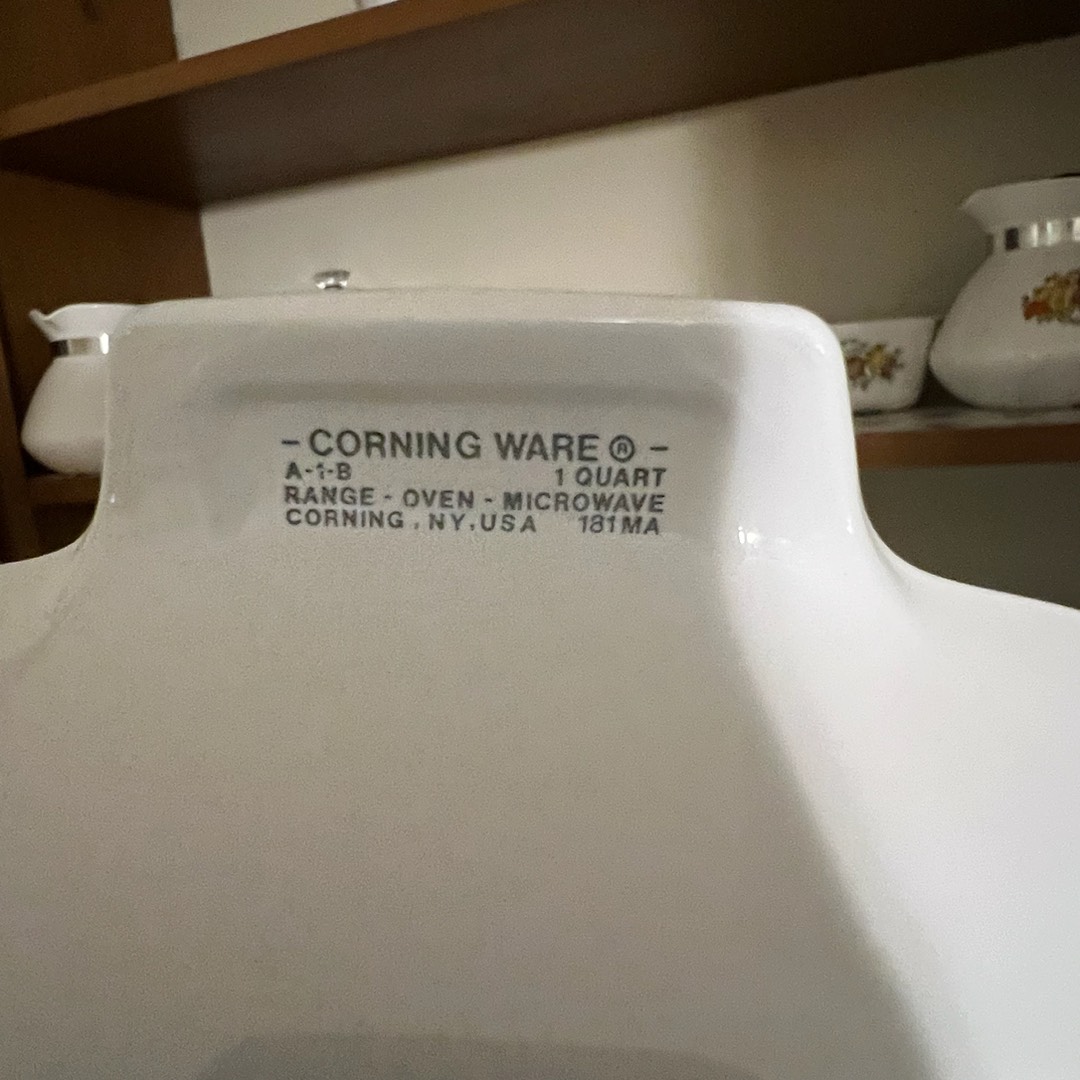 - CORNING WARE ® -
A-1-B 1 QUART
RANGE - OVEN - MICROWAVE
CORNING, NY, USA 181MA